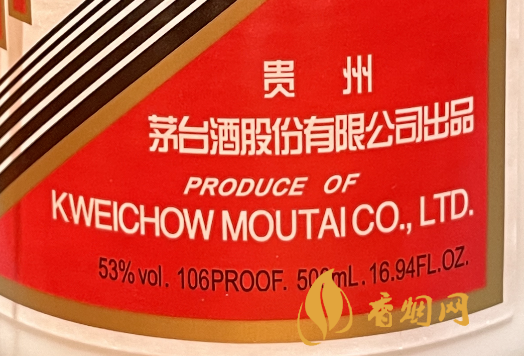 贵州
茅台酒股份有限公司出品
PRODUCE OF
KWEICHOW MOUTAI CO., LTD.
53% vol. 106PROOF. 500mL. 16.94FL.OZ.
香烟网